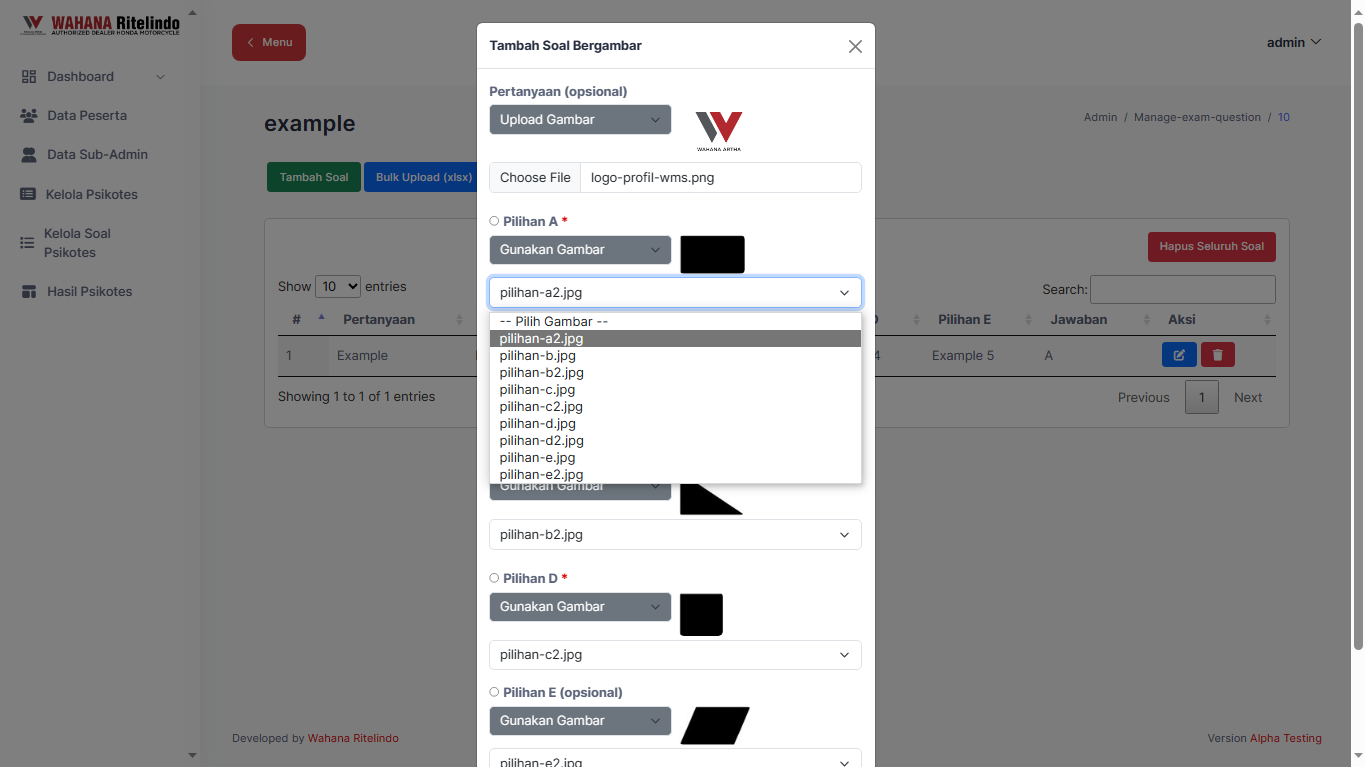 WAHANA Ritelindo
AUTHORIZED DEALER HONDA MOTORCYCLE
Dashboard
Data Peserta
Data Sub-Admin
Kelola Psikotes
Kelola Soal
Psikotes
Hasil Psikotes
Menu
admin
example
Admin / Manage-exam-question / 10
Tambah Soal
Bulk Upload (xlsx)
Hapus Seluruh Soal
Show 10 entries
Search:
# Pertanyaan
Pilihan E Jawaban Aksi
1 Example
Example 5 A
Showing 1 to 1 of 1 entries
Previous 1 Next
Tambah Soal Bergambar
Pertanyaan (opsional)
Upload Gambar
WAHANA ARTHA
Choose File logo-profil-wms.png
Pilihan A *
Gunakan Gambar
pilihan-a2.jpg
-- Pilih Gambar --
pilihan-a2.jpg
pilihan-b.jpg
pilihan-b2.jpg
pilihan-c.jpg
pilihan-c2.jpg
pilihan-d.jpg
pilihan-d2.jpg
pilihan-e.jpg
pilihan-e2.jpg
Gunakan Gambar
pilihan-b2.jpg
Pilihan D *
Gunakan Gambar
pilihan-c2.jpg
Pilihan E (opsional)
Gunakan Gambar
pilihan-e2.jpg
Developed by Wahana Ritelindo
Version Alpha Testing